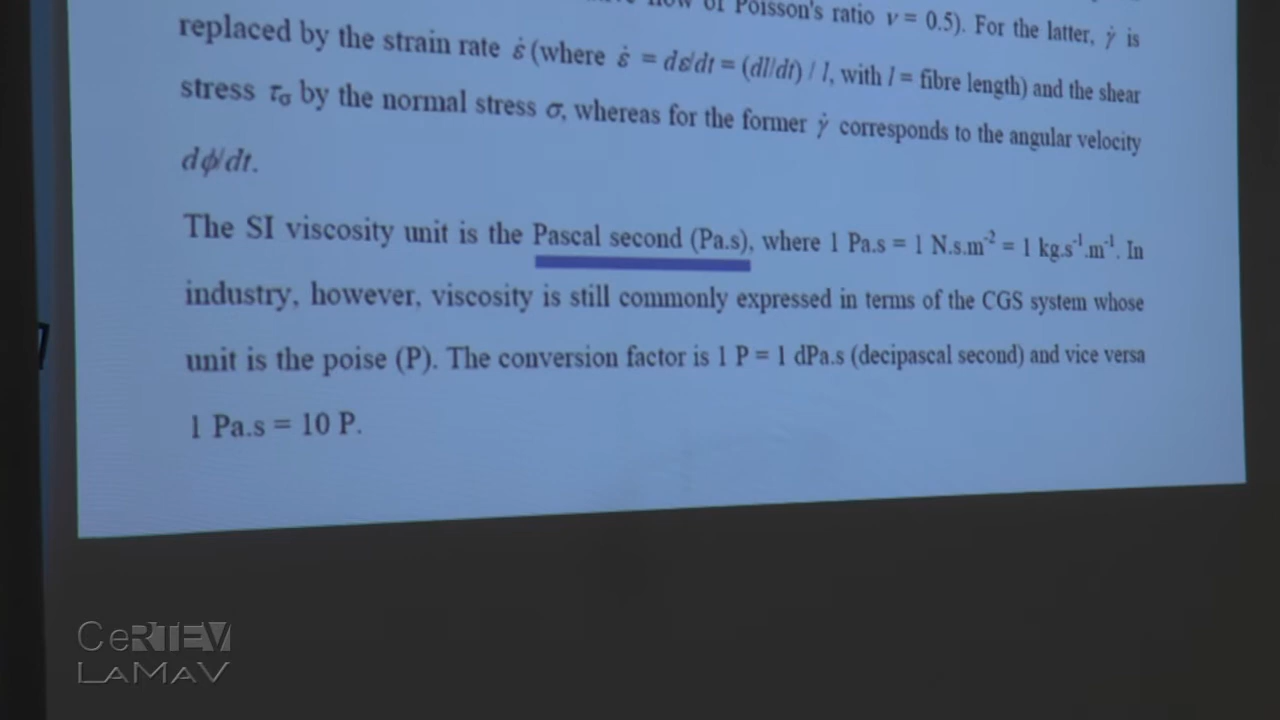 of Poisson's ratio ν = 0.5). For the latter, γ̇ is
replaced by the strain rate ε̇ (where ε̇ = dε/dt = (dl/dt) / l, with l = fibre length) and the shear
stress τσ by the normal stress σ, whereas for the former γ̇ corresponds to the angular velocity
dϕ/dt.
The SI viscosity unit is the Pascal second (Pa.s), where 1 Pa.s = 1 N.s.m⁻² = 1 kg.s⁻¹.m⁻¹. In
industry, however, viscosity is still commonly expressed in terms of the CGS system whose
unit is the poise (P). The conversion factor is 1 P = 1 dPa.s (decipascal second) and vice versa
1 Pa.s = 10 P.
CeRTEV
LaMaV